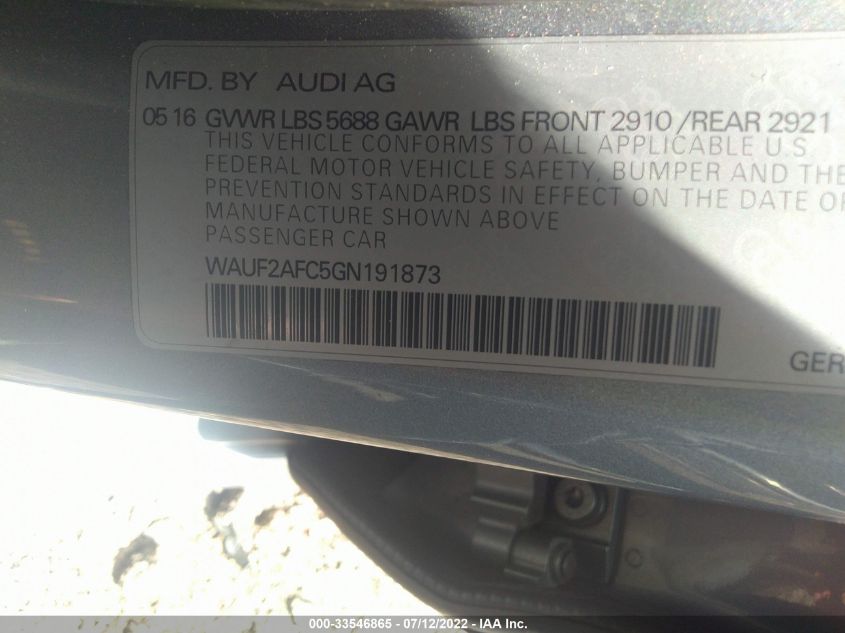 MFD. BY AUDI AG
05 16 GVWR LBS 5688 GAWR LBS FRONT 2910 /REAR 2921
THIS VEHICLE CONFORMS TO ALL APPLICABLE U.S
FEDERAL MOTOR VEHICLE SAFETY, BUMPER AND THE
PREVENTION STANDARDS IN EFFECT ON THE DATE OF
MANUFACTURE SHOWN ABOVE
PASSENGER CAR
WAUF2AFC5GN191873
GER
000-33546865 - 07/12/2022 - IAA Inc.